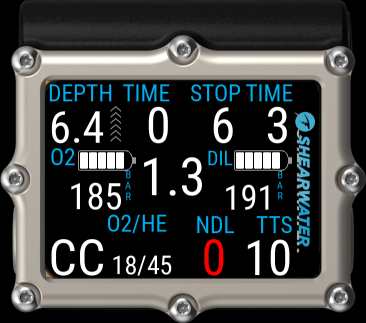 DEPTH TIME STOP TIME
6.4 0 6 3
O2 DIL
1.3
185 BAR 191 BAR
O2/HE NDL TTS
CC 18/45 0 10
SHEARWATER